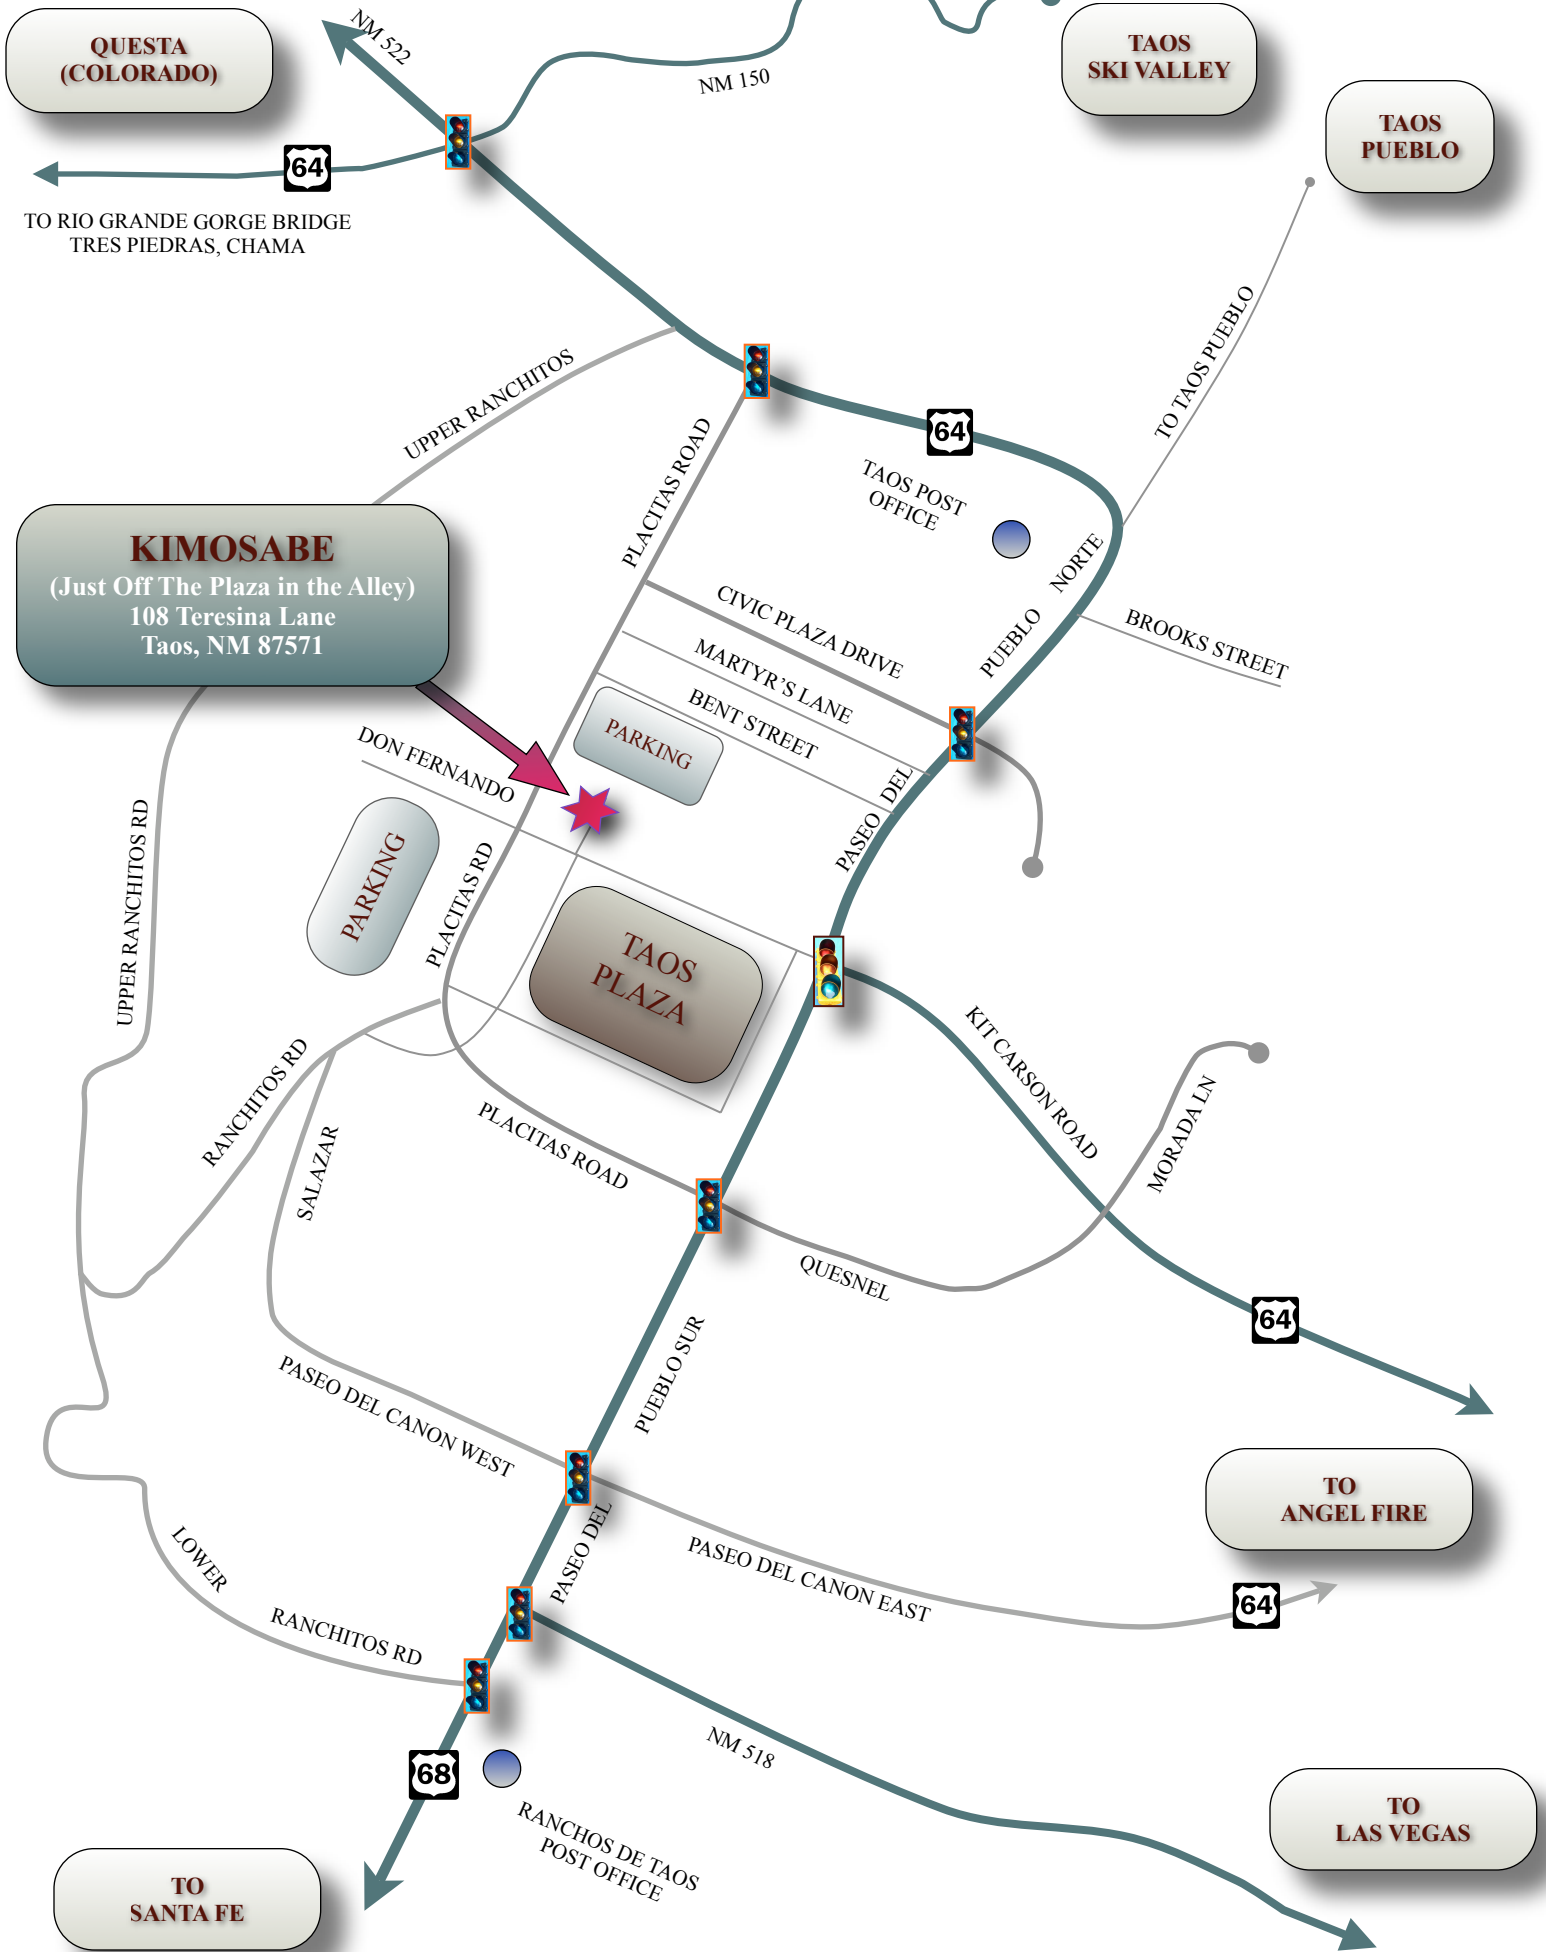 QUESTA
(COLORADO)
NM 522
NM 150
TAOS
SKI VALLEY
TAOS
PUEBLO
64
TO RIO GRANDE GORGE BRIDGE
TRES PIEDRAS, CHAMA
UPPER RANCHITOS
PLACITAS ROAD
64
TAOS POST
OFFICE
TO TAOS PUEBLO
KIMOSABE
(Just Off The Plaza in the Alley)
108 Teresina Lane
Taos, NM 87571
CIVIC PLAZA DRIVE
MARTYR'S LANE
BENT STREET
PASEO DEL PUEBLO NORTE
BROOKS STREET
PARKING
DON FERNANDO
PARKING
UPPER RANCHITOS RD
PLACITAS RD
TAOS
PLAZA
KIT CARSON ROAD
MORADA LN
RANCHITOS RD
SALAZAR
PLACITAS ROAD
QUESNEL
64
PASEO DEL PUEBLO SUR
PASEO DEL CANON WEST
PASEO DEL CANON EAST
TO
ANGEL FIRE
64
LOWER RANCHITOS RD
NM 518
68
RANCHOS DE TAOS
POST OFFICE
TO
LAS VEGAS
TO
SANTA FE